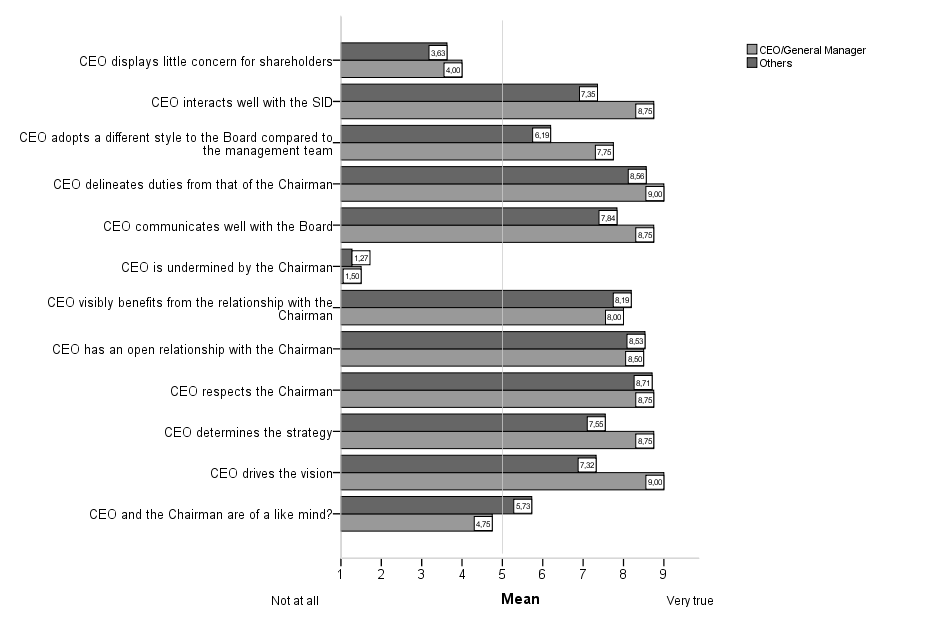 CEO/General Manager
Others
CEO displays little concern for shareholders
3,63
4,00
CEO interacts well with the SID
7,35
8,75
CEO adopts a different style to the Board compared to
the management team
6,19
7,75
CEO delineates duties from that of the Chairman
8,56
9,00
CEO communicates well with the Board
7,84
8,75
CEO is undermined by the Chairman
1,27
1,50
CEO visibly benefits from the relationship with the
Chairman
8,19
8,00
CEO has an open relationship with the Chairman
8,53
8,50
CEO respects the Chairman
8,71
8,75
CEO determines the strategy
7,55
8,75
CEO drives the vision
7,32
9,00
CEO and the Chairman are of a like mind?
5,73
4,75
1 2 3 4 5 6 7 8 9
Not at all Mean Very true